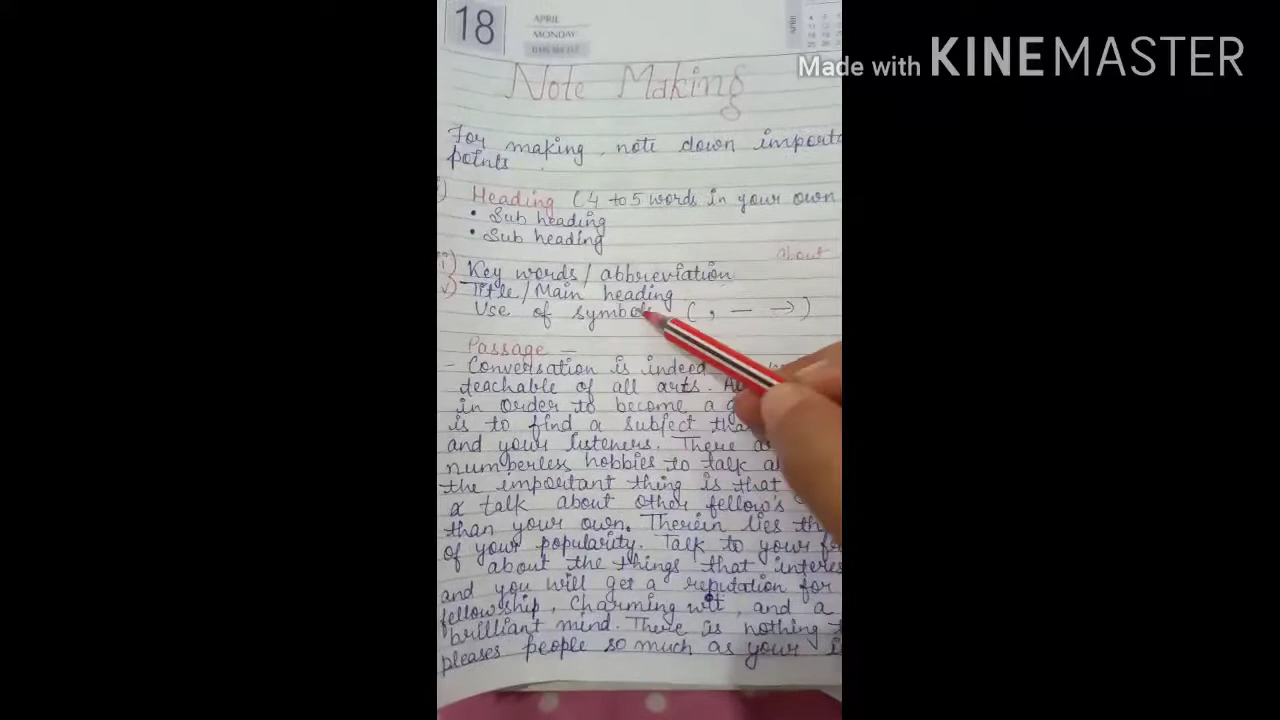 18
APRIL
MONDAY
APRIL
Made with KINEMASTER
Note Making
For making, note down
points.
Heading (4 to 5 words in your own
• Sub heading
• Sub heading
about
Key words / abbreviation
Title / Main heading
Use of symbols ( , — → )
Passage –
- Conversation is indeed
teachable of all arts.
in order to become a
is to find a subject
and your listeners. There
numberless hobbies to talk
the important thing is that
talk about other fellow's
than your own. Therein lies
of your popularity. Talk to your
about the things that
and you will get a reputation for
fellowship, charming wit, and a
brilliant mind. There is nothing
pleases people so much as your